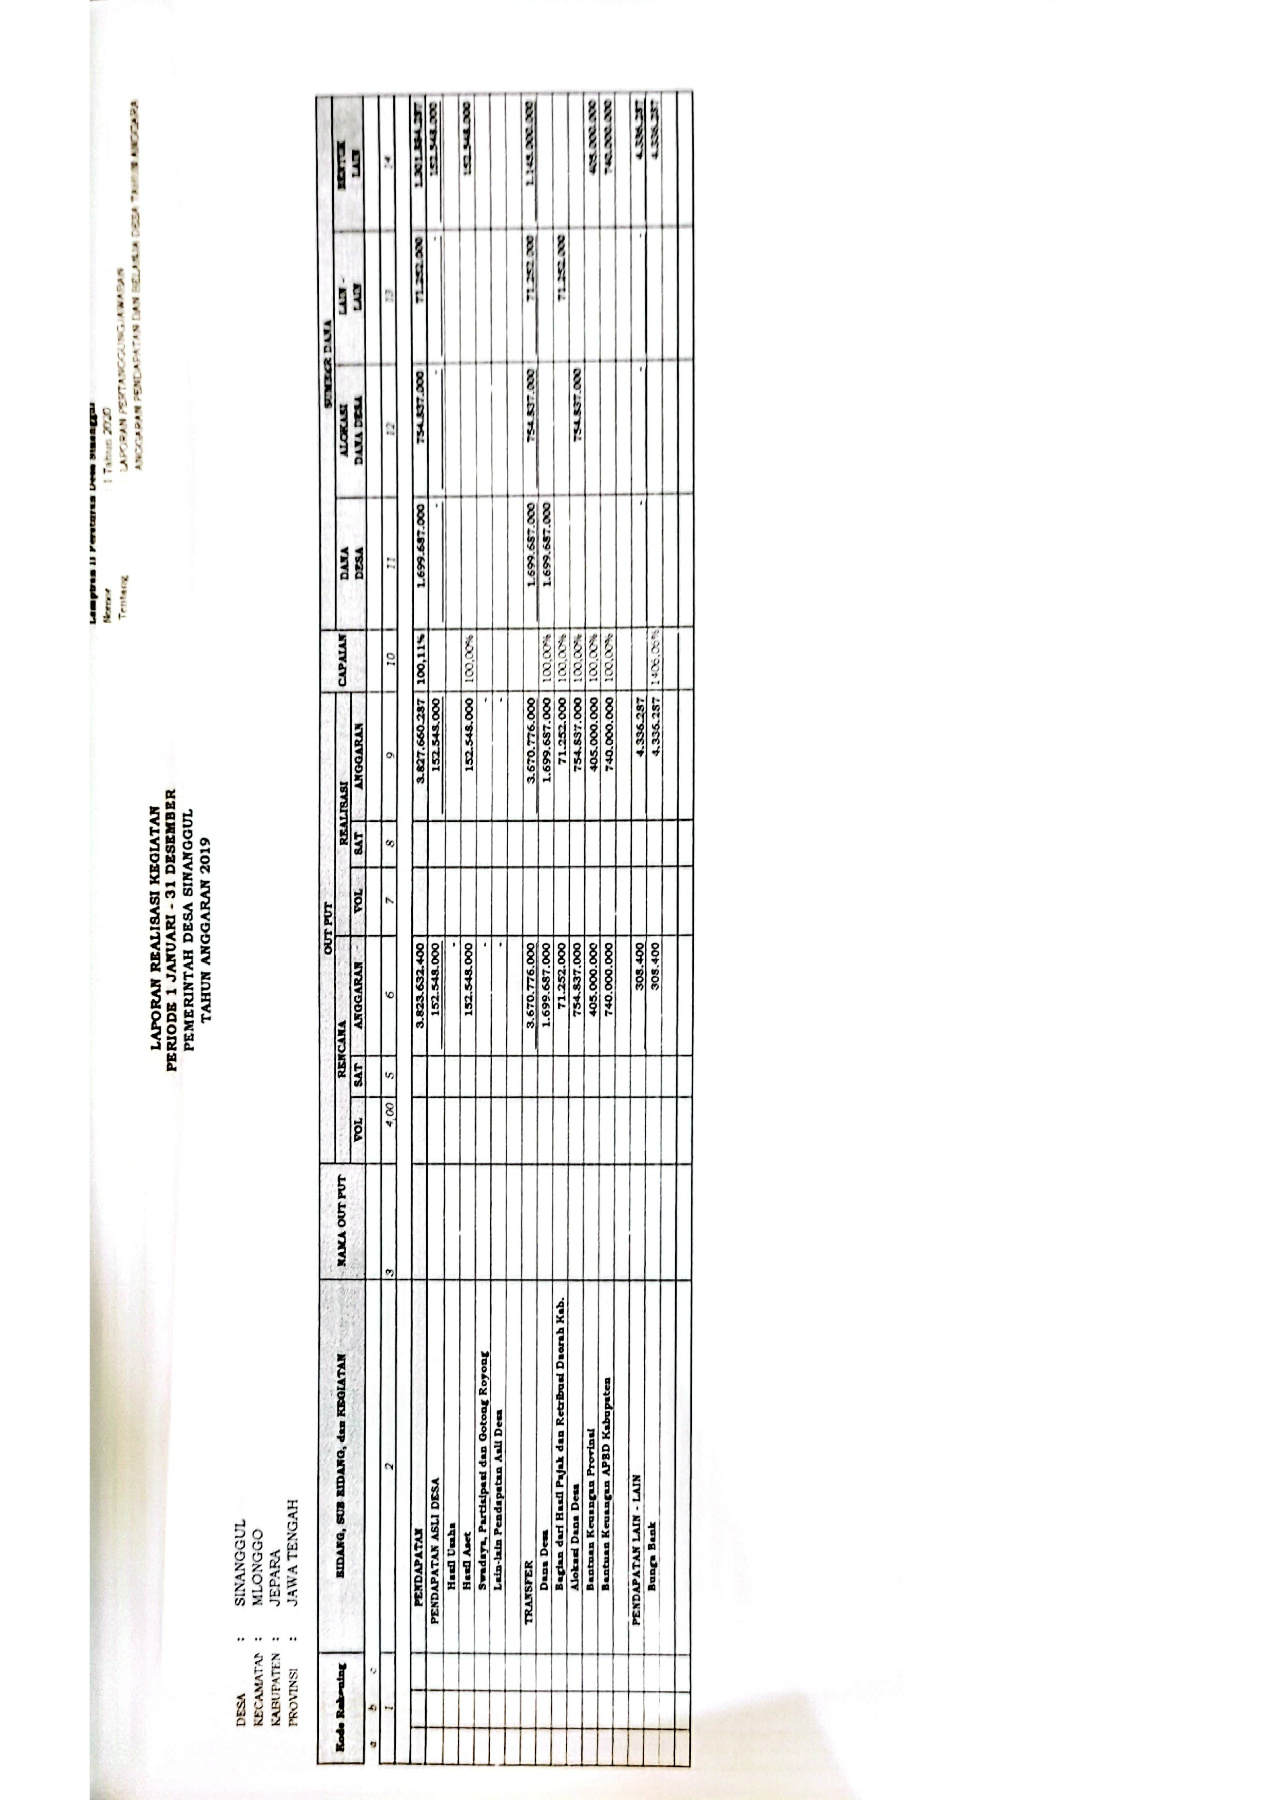 Lampiran II Peraturan Desa Sinanggul
Nomor : 1 Tahun 2020
Tentang LAPORAN PERTANGGUNGJAWABAN
ANGGARAN PENDAPATAN DAN BELANJA DESA TAHUN ANGGARA
LAPORAN REALISASI KEGIATAN
PERIODE 1 JANUARI - 31 DESEMBER
PEMERINTAH DESA SINANGGUL
TAHUN ANGGARAN 2019
DESA : SINANGGUL
KECAMATAN : MLONGGO
KABUPATEN : JEPARA
PROVINSI : JAWA TENGAH
OUT PUT SUMBER DANA
Kode Rekening BIDANG, SUB BIDANG, dan KEGIATAN NAMA OUT PUT RENCANA REALISASI CAPAIAN DANA DESA ALOKASI DANA DESA LAIN - LAIN BENTUK LAIN
VOL SAT ANGGARAN VOL SAT ANGGARAN
a b c
1 2 3 4,00 5 6 7 8 9 10 11 12 13 14
PENDAPATAN 3.823.632.400 3.827.660.287 100,11% 1.699.687.000 754.837.000 71.252.000 1.301.884.287
PENDAPATAN ASLI DESA 152.548.000 152.548.000 - - - 152.548.000
Hasil Usaha -
Hasil Aset 152.548.000 152.548.000 100,00% 152.548.000
Swadaya, Partisipasi dan Gotong Royong - -
Lain-lain Pendapatan Asli Desa - -
TRANSFER 3.670.776.000 3.670.776.000 1.699.687.000 754.837.000 71.252.000 1.145.000.000
Dana Desa 1.699.687.000 1.699.687.000 100,00% 1.699.687.000
Bagian dari Hasil Pajak dan Retribusi Daerah Kab. 71.252.000 71.252.000 100,00% 71.252.000
Alokasi Dana Desa 754.837.000 754.837.000 100,00% 754.837.000
Bantuan Keuangan Provinsi 405.000.000 405.000.000 100,00% 405.000.000
Bantuan Keuangan APBD Kabupaten 740.000.000 740.000.000 100,00% 740.000.000
PENDAPATAN LAIN - LAIN 308.400 4.336.287 - - - 4.336.287
Bunga Bank 308.400 4.336.287 1406,06% 4.336.287